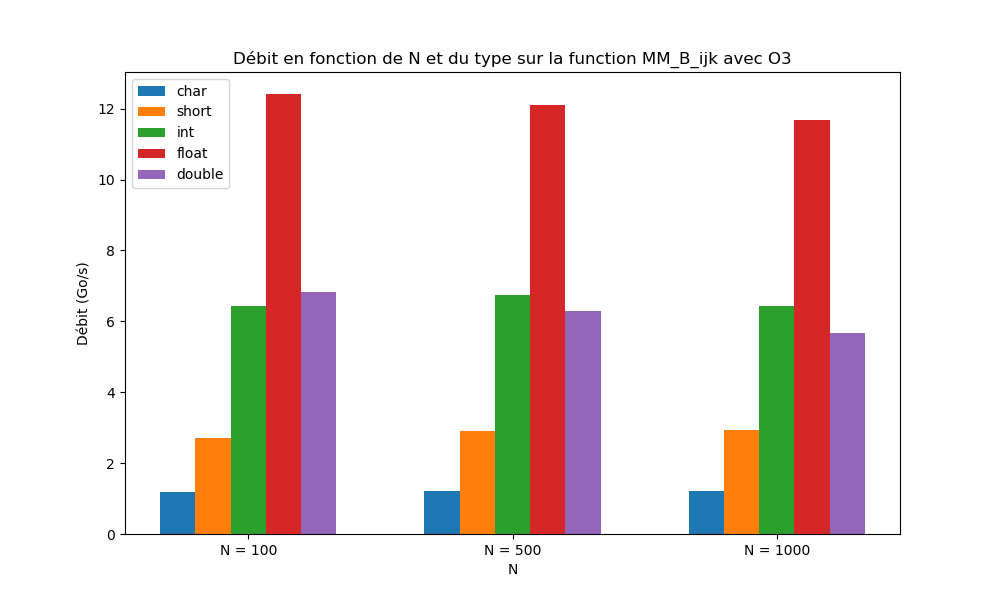 Débit en fonction de N et du type sur la function MM_B_ijk avec O3
char
short
int
float
double
12
10
8
6
4
2
0
Débit (Go/s)
N = 100
N = 500
N = 1000
N